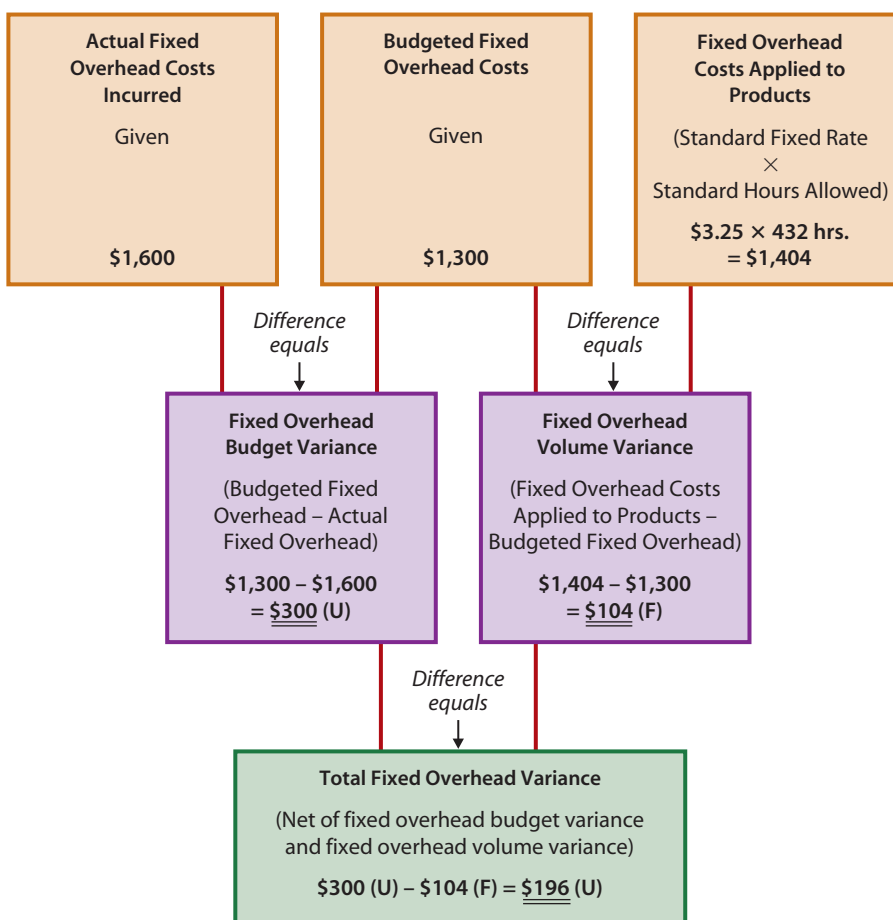 Actual Fixed
Overhead Costs
Incurred
Given
$1,600
Budgeted Fixed
Overhead Costs
Given
$1,300
Fixed Overhead
Costs Applied to
Products
(Standard Fixed Rate
×
Standard Hours Allowed)
$3.25 × 432 hrs.
= $1,404
Difference
equals
Difference
equals
Fixed Overhead
Budget Variance
(Budgeted Fixed
Overhead – Actual
Fixed Overhead)
$1,300 – $1,600
= $300 (U)
Fixed Overhead
Volume Variance
(Fixed Overhead Costs
Applied to Products –
Budgeted Fixed Overhead)
$1,404 – $1,300
= $104 (F)
Difference
equals
Total Fixed Overhead Variance
(Net of fixed overhead budget variance
and fixed overhead volume variance)
$300 (U) – $104 (F) = $196 (U)